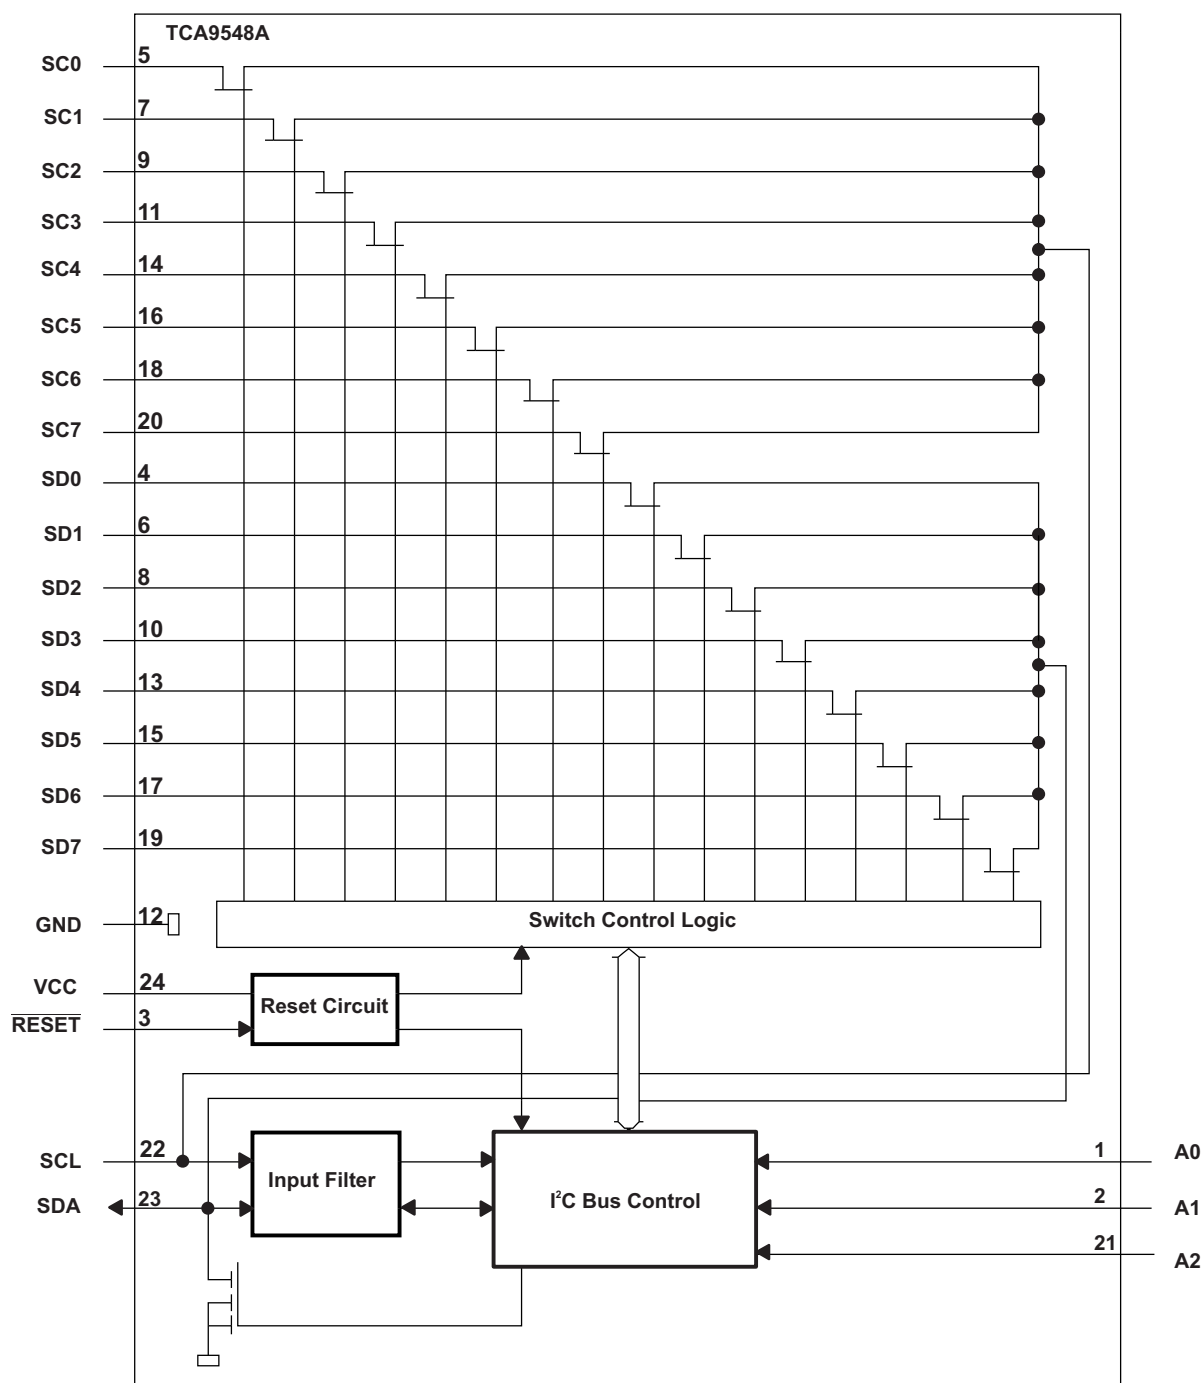 TCA9548A
SC0 5
SC1 7
SC2 9
SC3 11
SC4 14
SC5 16
SC6 18
SC7 20
SD0 4
SD1 6
SD2 8
SD3 10
SD4 13
SD5 15
SD6 17
SD7 19
GND 12
Switch Control Logic
VCC 24
RESET 3
Reset Circuit
SCL 22
SDA 23
Input Filter
I²C Bus Control
1 A0
2 A1
21 A2